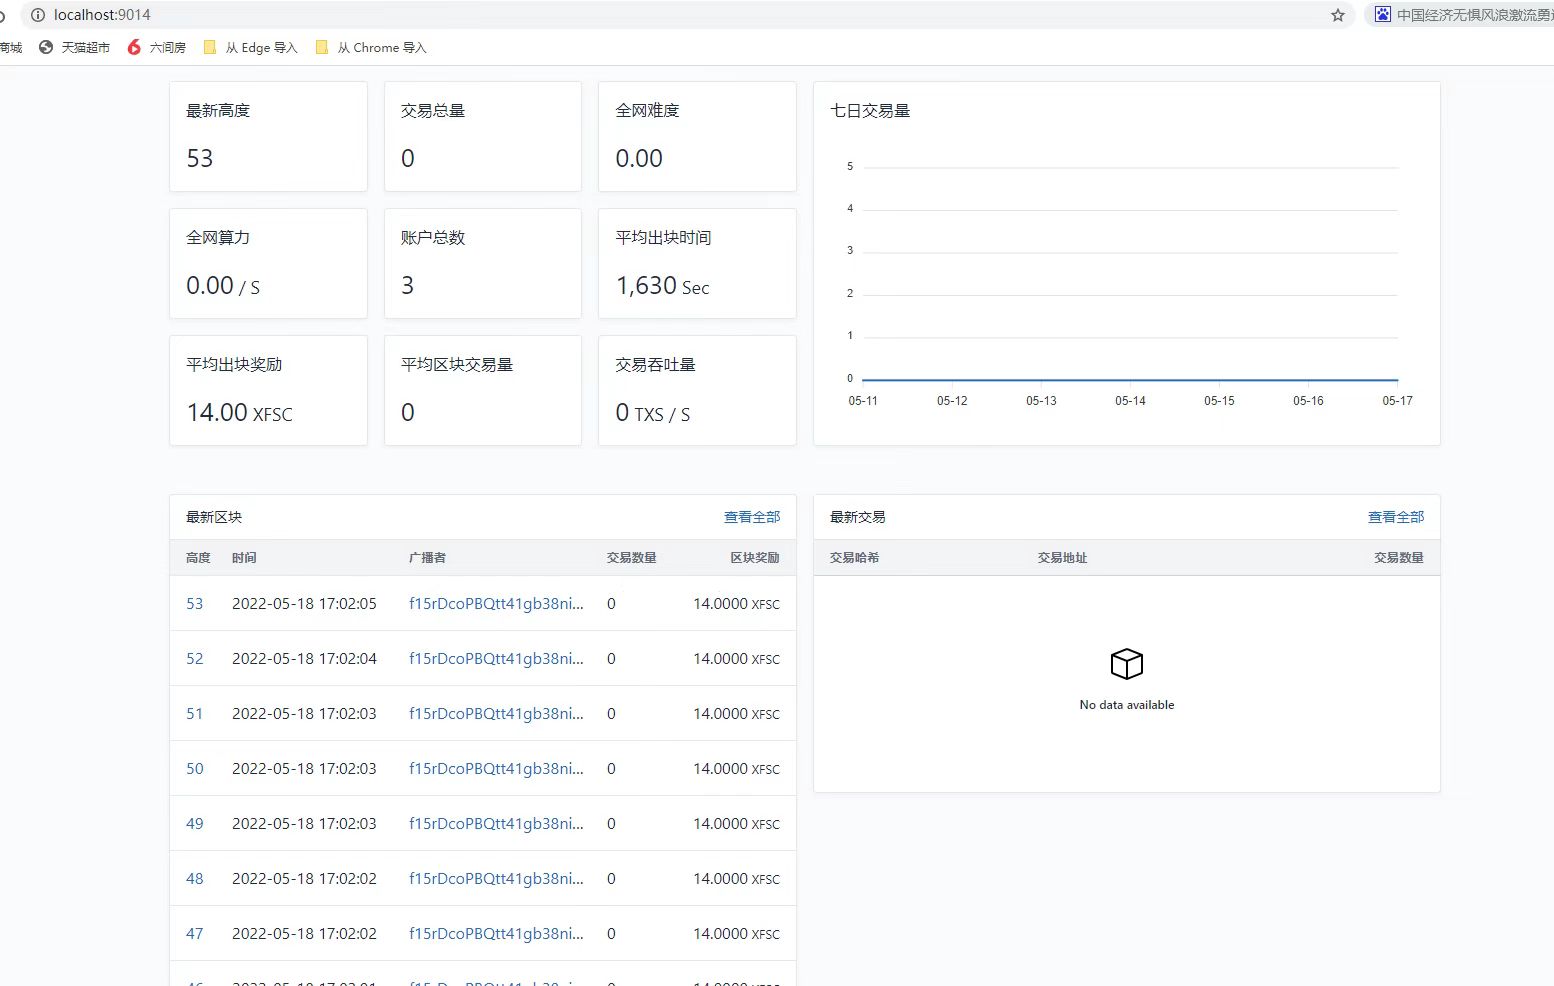 localhost:9014
中国经济无惧风浪激流勇
商城 天猫超市 六间房 从 Edge 导入 从 Chrome 导入
最新高度
53
交易总量
0
全网难度
0.00
全网算力
0.00 / S
账户总数
3
平均出块时间
1,630 Sec
平均出块奖励
14.00 XFSC
平均区块交易量
0
交易吞吐量
0 TXS / S
七日交易量
5
4
3
2
1
0
05-11 05-12 05-13 05-14 05-15 05-16 05-17
最新区块 查看全部
高度 时间 广播者 交易数量 区块奖励
53 2022-05-18 17:02:05 f15rDcoPBQtt41gb38ni... 0 14.0000 XFSC
52 2022-05-18 17:02:04 f15rDcoPBQtt41gb38ni... 0 14.0000 XFSC
51 2022-05-18 17:02:03 f15rDcoPBQtt41gb38ni... 0 14.0000 XFSC
50 2022-05-18 17:02:03 f15rDcoPBQtt41gb38ni... 0 14.0000 XFSC
49 2022-05-18 17:02:03 f15rDcoPBQtt41gb38ni... 0 14.0000 XFSC
48 2022-05-18 17:02:02 f15rDcoPBQtt41gb38ni... 0 14.0000 XFSC
47 2022-05-18 17:02:02 f15rDcoPBQtt41gb38ni... 0 14.0000 XFSC
最新交易 查看全部
交易哈希 交易地址 交易数量
No data available